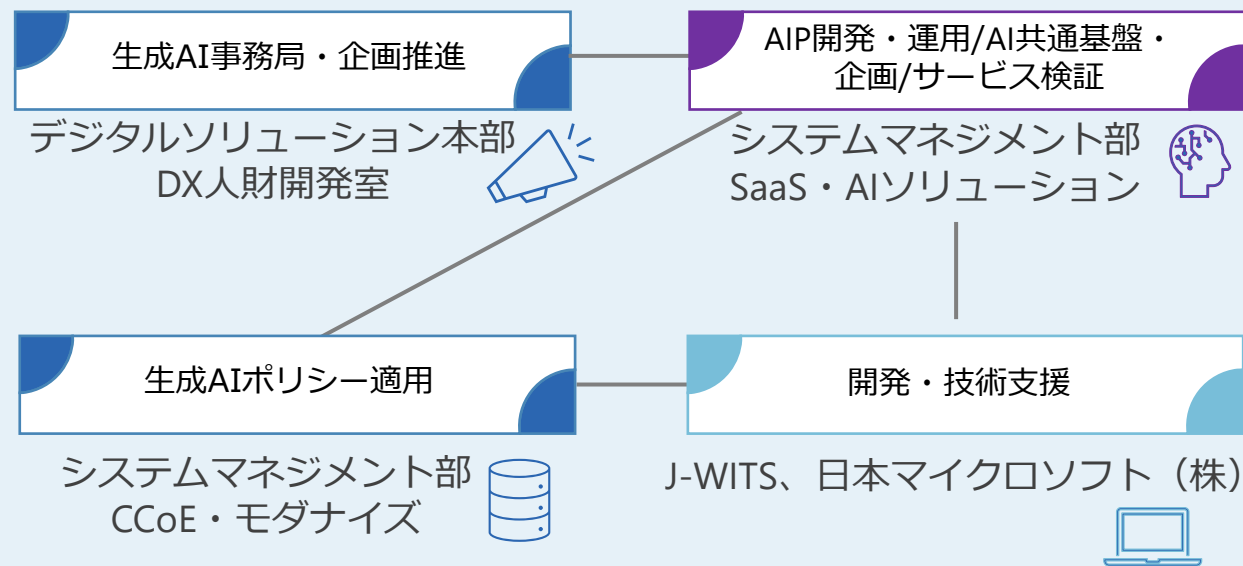 生成AI事務局・企画推進
デジタルソリューション本部
DX人財開発室
AIP開発・運用/AI共通基盤・
企画/サービス検証
システムマネジメント部
SaaS・AIソリューション
生成AIポリシー適用
システムマネジメント部
CCoE・モダナイズ
開発・技術支援
J-WITS、日本マイクロソフト（株）